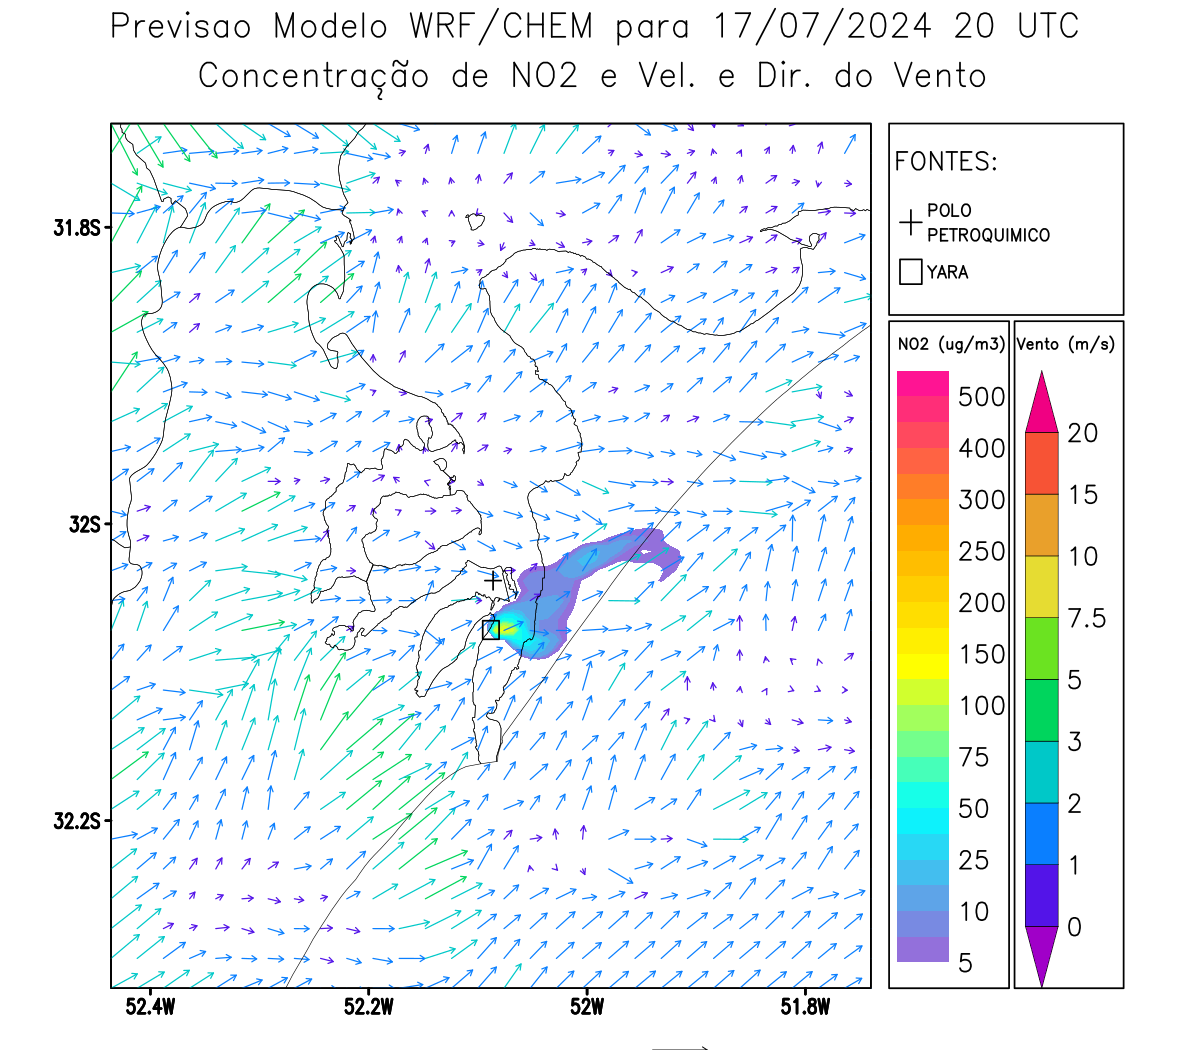 Previsao Modelo WRF/CHEM para 17/07/2024 20 UTC
Concentração de NO2 e Vel. e Dir. do Vento
FONTES:
POLO
PETROQUIMICO
YARA
NO2 (ug/m3)
500
400
300
250
200
150
100
75
50
25
10
5
Vento (m/s)
20
15
10
7.5
5
3
2
1
0
31.8S
32S
32.2S
52.4W
52.2W
52W
51.8W